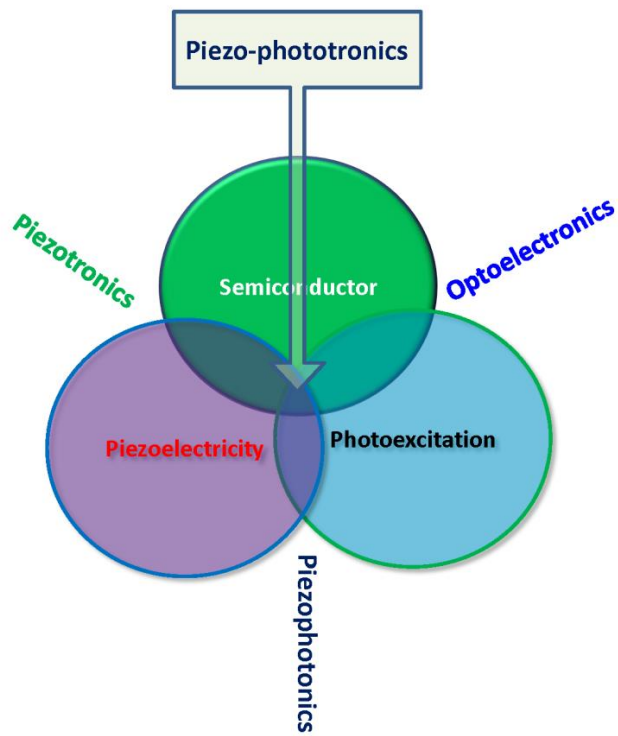 Piezo-phototronics
Piezotronics
Optoelectronics
Semiconductor
Piezoelectricity
Photoexcitation
Piezophotonics